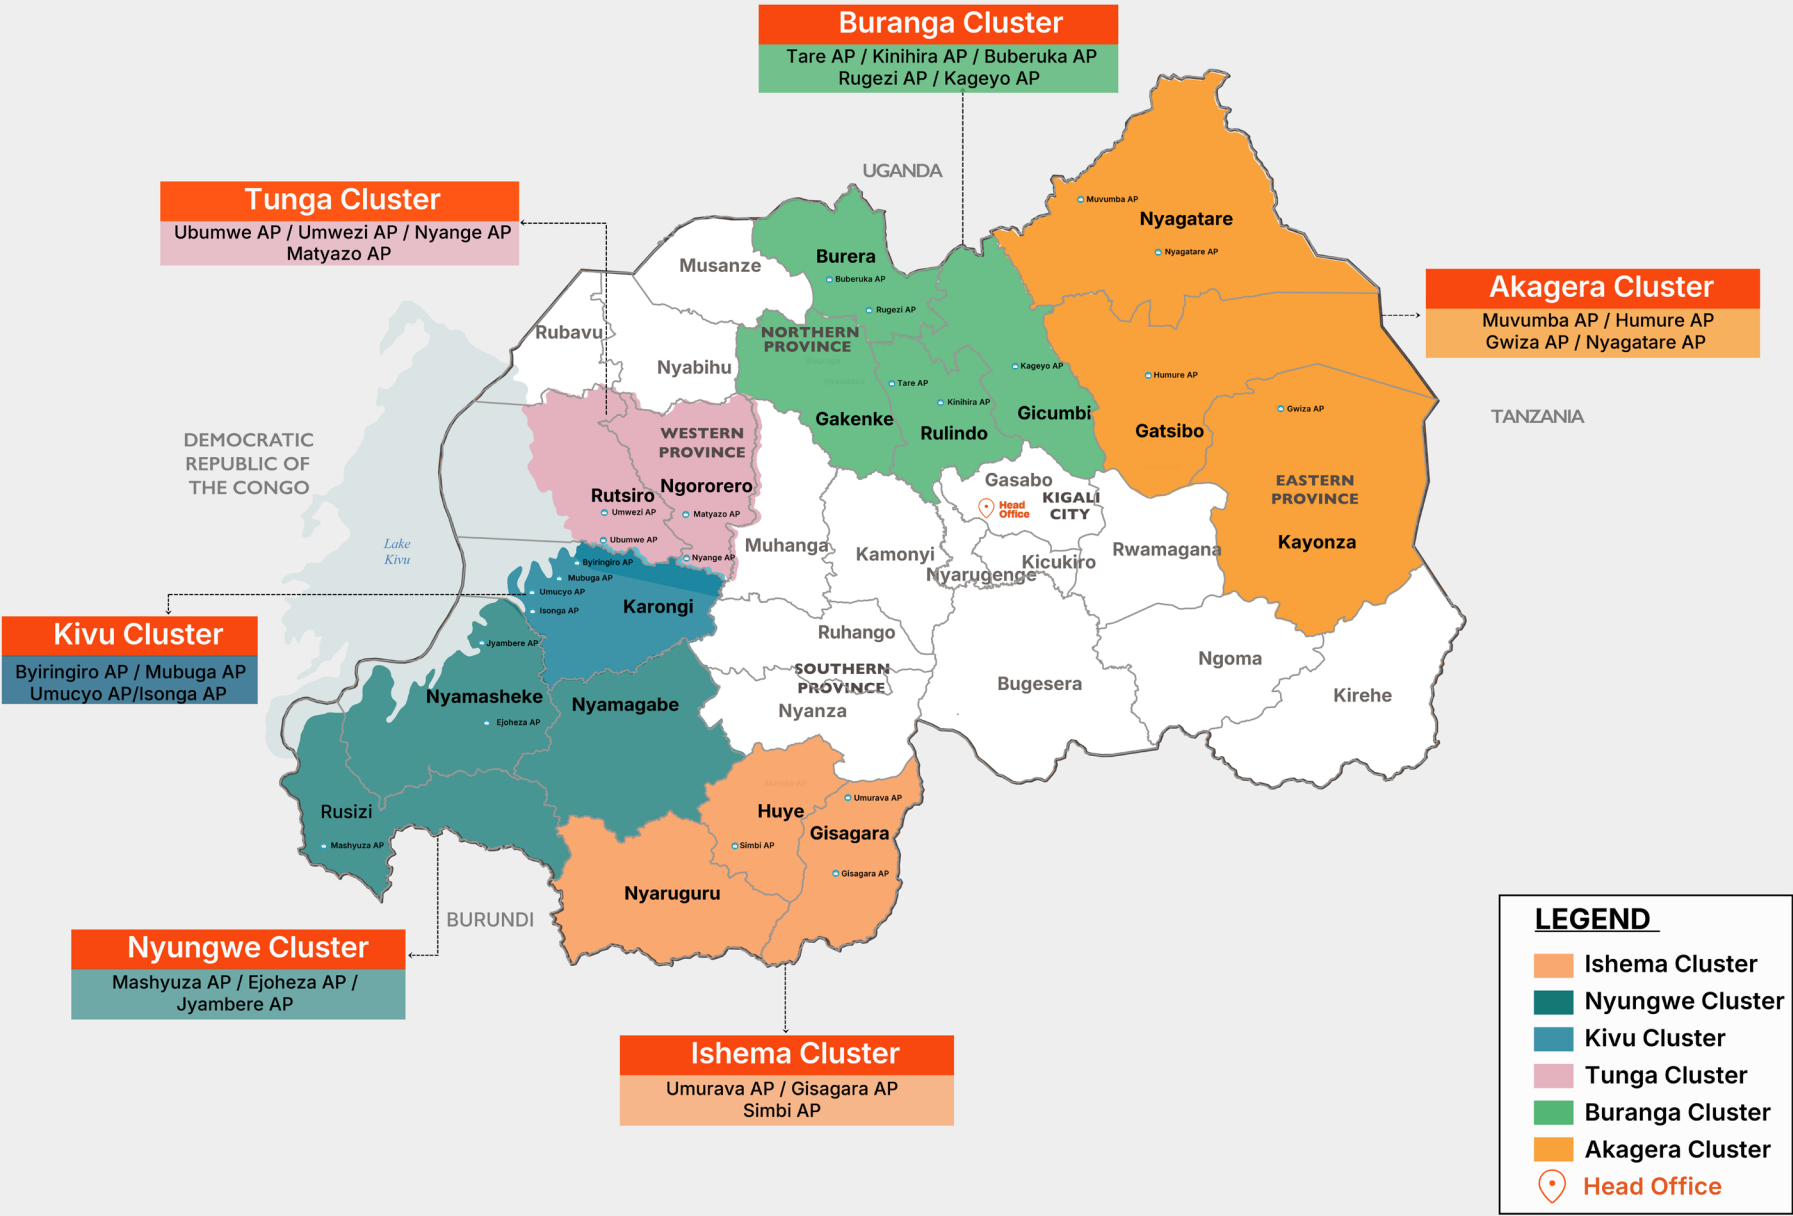 Buranga Cluster
Tare AP / Kinihira AP / Buberuka AP
Rugezi AP / Kageyo AP
UGANDA
Tunga Cluster
Ubumwe AP / Umwezi AP / Nyange AP
Matyazo AP
Muvumba AP
Nyagatare
Nyagatare AP
Burera
Buberuka AP
Rugezi AP
Musanze
Akagera Cluster
Muvumba AP / Humure AP
Gwiza AP / Nyagatare AP
Rubavu
NORTHERN
PROVINCE
Nyabihu
Kageyo AP
Humure AP
Tare AP
Kinihira AP
Gakenke
Rulindo
Gicumbi
Gatsibo
Gwiza AP
TANZANIA
DEMOCRATIC
REPUBLIC OF
THE CONGO
WESTERN
PROVINCE
Rutsiro
Ngororero
Umwezi AP
Matyazo AP
Ubumwe AP
Nyange AP
Gasabo
Head
Office
KIGALI
CITY
EASTERN
PROVINCE
Kayonza
Lake
Kivu
Muhanga
Kamonyi
Nyarugenge
Kicukiro
Rwamagana
Byiringiro AP
Mubuga AP
Umucyo AP
Isonga AP
Karongi
Kivu Cluster
Byiringiro AP / Mubuga AP
Umucyo AP/Isonga AP
Jyambere AP
Ruhango
SOUTHERN
PROVINCE
Nyanza
Bugesera
Ngoma
Kirehe
Nyamasheke
Ejoheza AP
Nyamagabe
Rusizi
Mashyuza AP
Huye
Umurava AP
Gisagara
Simbi AP
Gisagara AP
Nyaruguru
BURUNDI
Nyungwe Cluster
Mashyuza AP / Ejoheza AP /
Jyambere AP
Ishema Cluster
Umurava AP / Gisagara AP
Simbi AP
LEGEND
Ishema Cluster
Nyungwe Cluster
Kivu Cluster
Tunga Cluster
Buranga Cluster
Akagera Cluster
Head Office